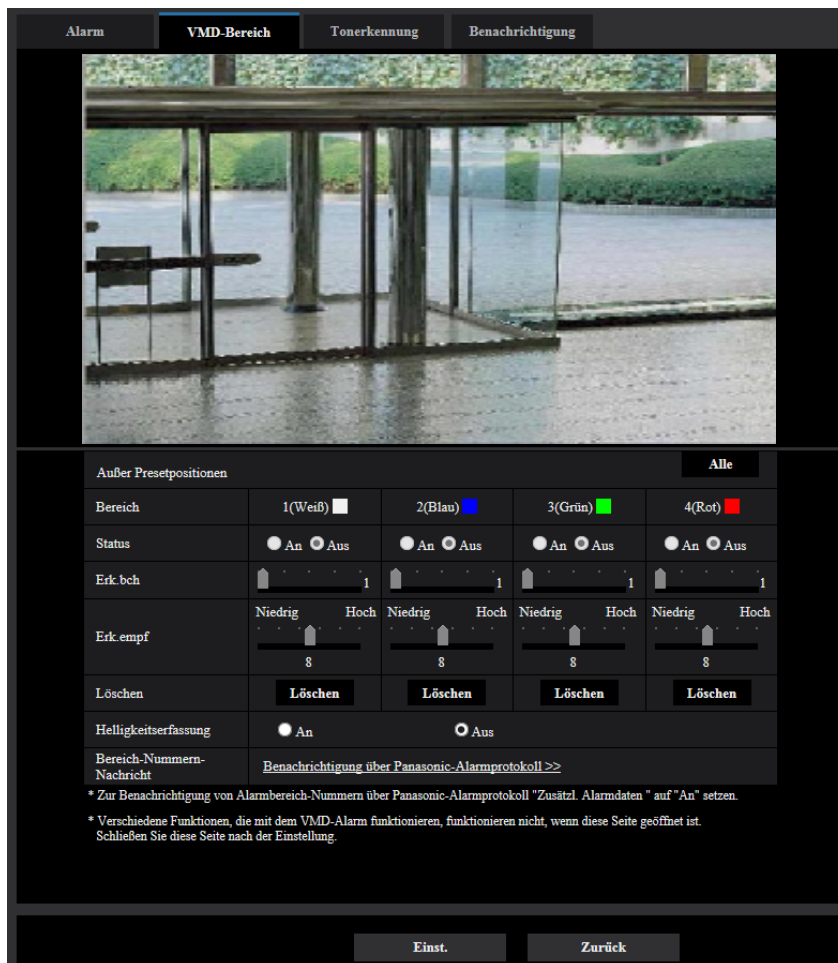 Alarm VMD-Bereich Tonerkennung Benachrichtigung
Außer Presetpositionen Alle
Bereich 1(Weiß) 2(Blau) 3(Grün) 4(Rot)
Status An Aus An Aus An Aus An Aus
Erk.bch 1 1 1 1
Niedrig Hoch Niedrig Hoch Niedrig Hoch Niedrig Hoch
Erk.empf
8 8 8 8
Löschen Löschen Löschen Löschen Löschen
Helligkeitserfassung An Aus
Bereich-Nummern-
Nachricht Benachrichtigung über Panasonic-Alarmprotokoll >>
* Zur Benachrichtigung von Alarmbereich-Nummern über Panasonic-Alarmprotokoll "Zusätzl. Alarmdaten " auf "An" setzen.
* Verschiedene Funktionen, die mit dem VMD-Alarm funktionieren, funktionieren nicht, wenn diese Seite geöffnet ist.
Schließen Sie diese Seite nach der Einstellung.
Einst. Zurück